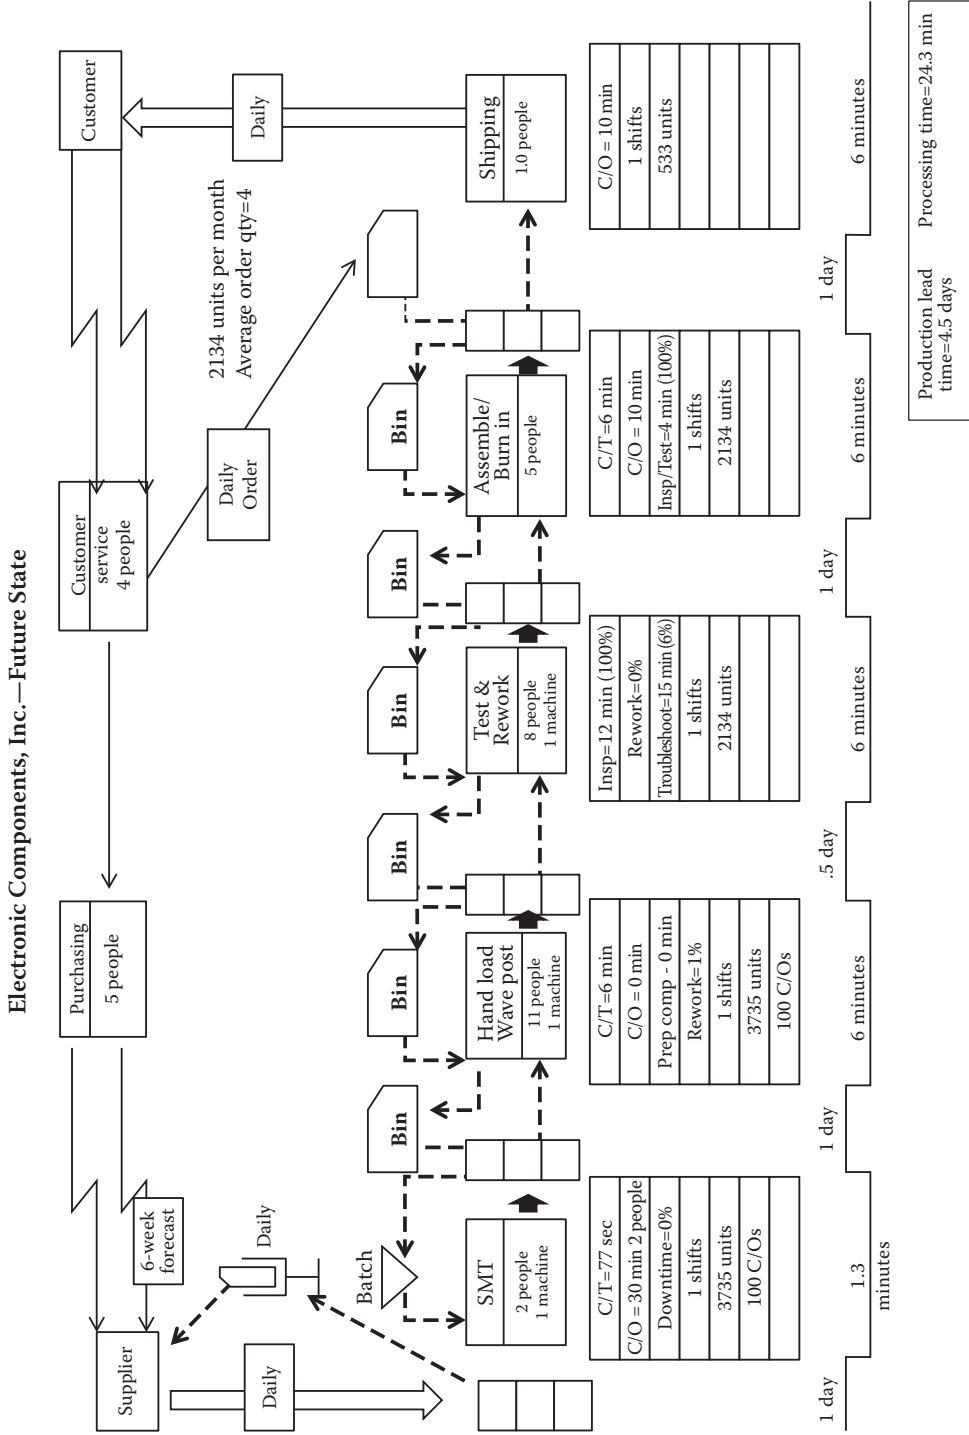 Electronic Components, Inc.—Future State
Supplier
6-week
forecast
Purchasing
5 people
Customer
service
4 people
Customer
Daily
Order
2134 units per month
Average order qty=4
Daily
Daily
Daily
Batch
Bin
Bin
Bin
Bin
Bin
Bin
SMT
2 people
1 machine
Hand load
Wave post
11 people
1 machine
Test &
Rework
8 people
1 machine
Assemble/
Burn in
5 people
Shipping
1.0 people
C/T=77 sec
C/O = 30 min 2 people
Downtime=0%
1 shifts
3735 units
100 C/Os
C/T=6 min
C/O = 0 min
Prep comp - 0 min
Rework=1%
1 shifts
3735 units
100 C/Os
Insp=12 min (100%)
Rework=0%
Troubleshoot=15 min (6%)
1 shifts
2134 units
C/T=6 min
C/O = 10 min
Insp/Test=4 min (100%)
1 shifts
2134 units
C/O = 10 min
1 shifts
533 units
1 day
1.3
minutes
1 day
6 minutes
.5 day
6 minutes
1 day
6 minutes
1 day
6 minutes
Production lead
time=4.5 days
Processing time=24.3 min